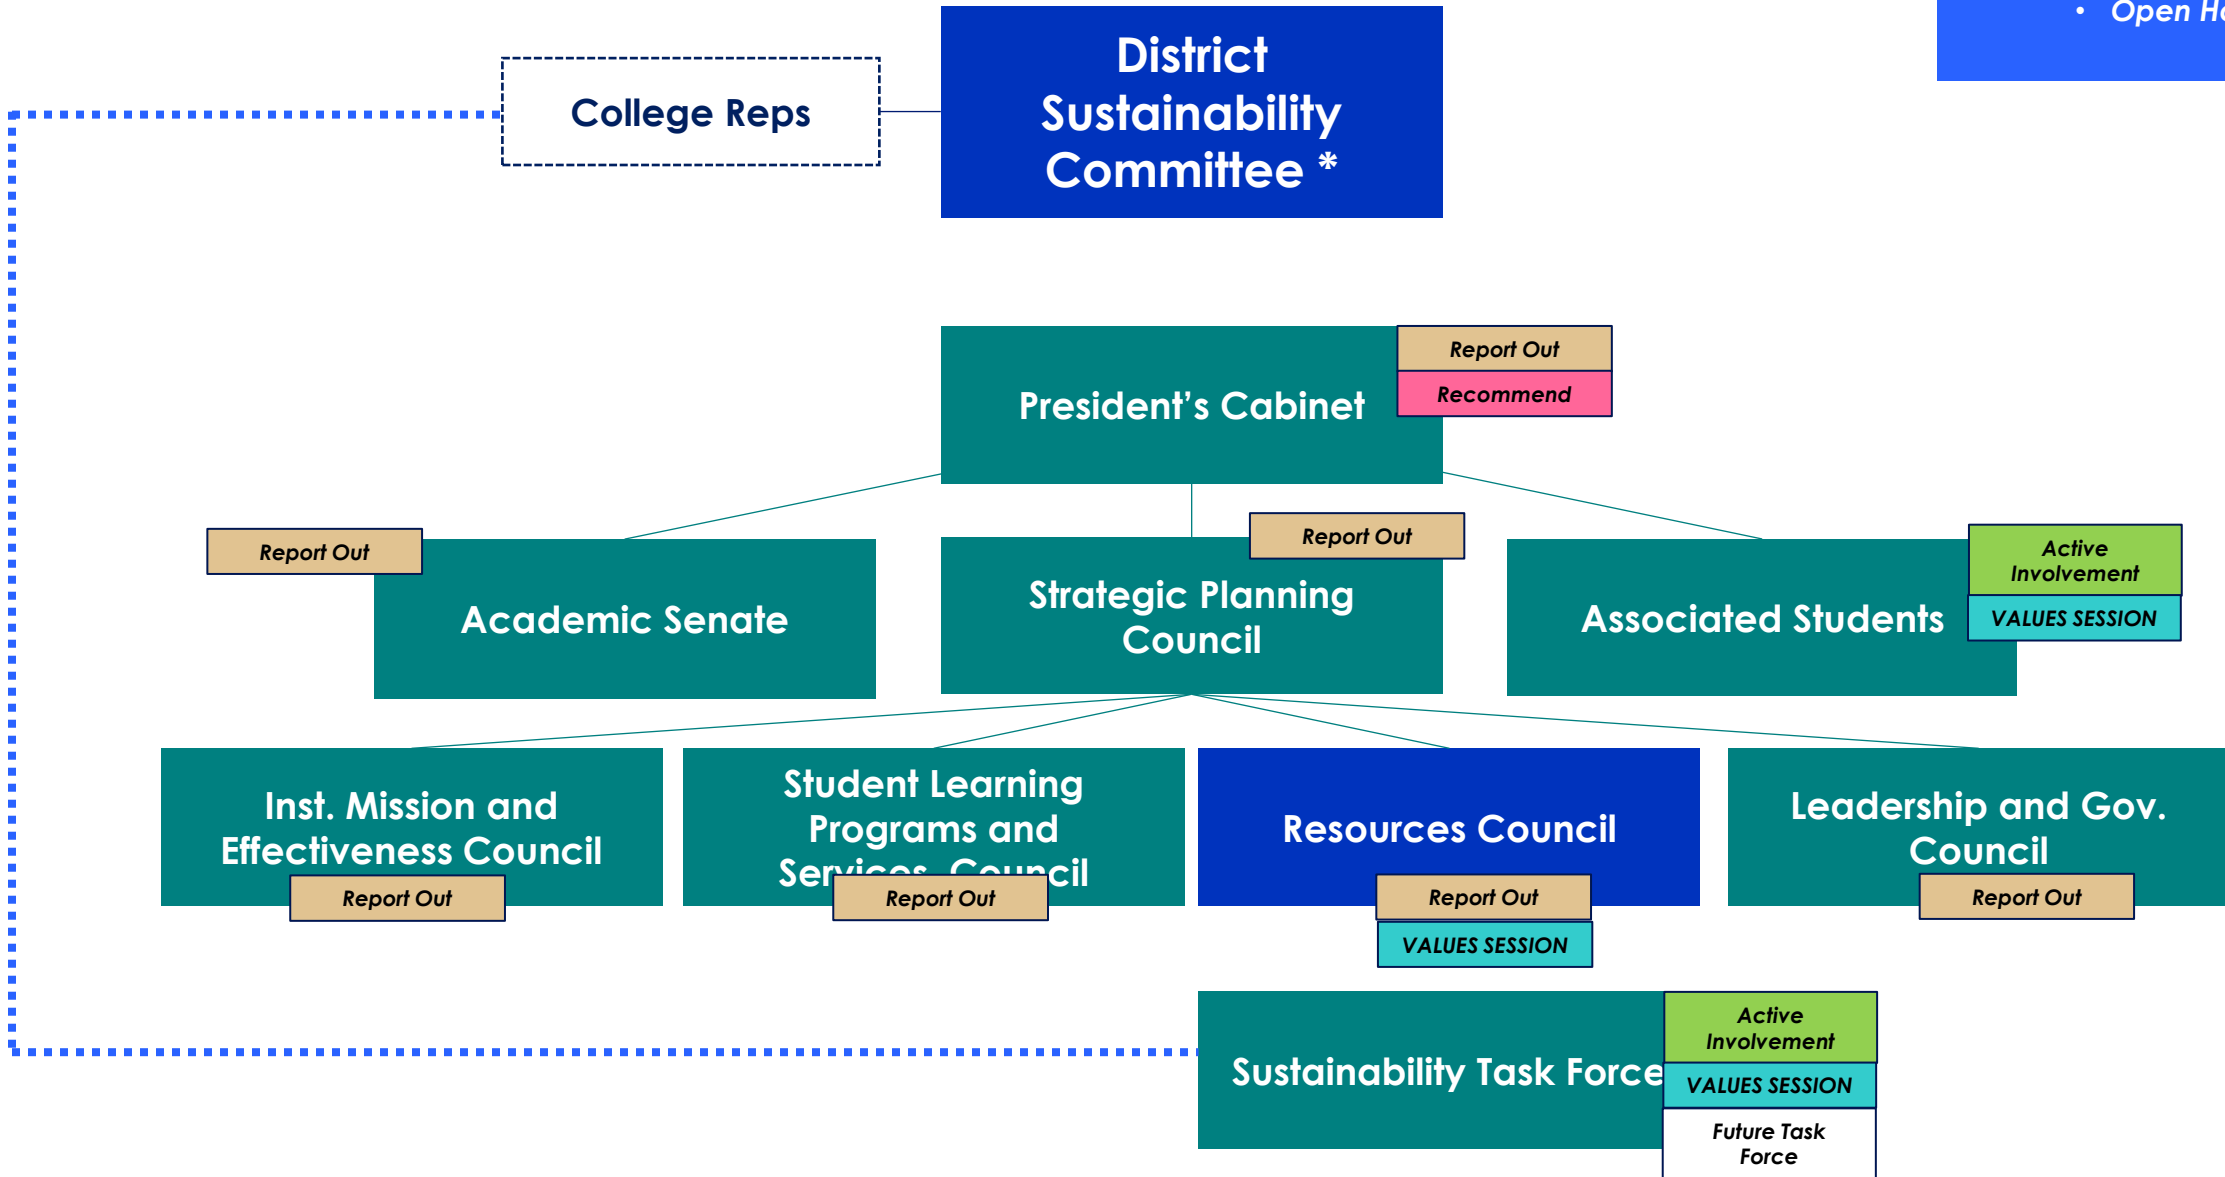 • Open
District
Sustainability
Committee *
College Reps
President's Cabinet
Report Out
Recommend
Report Out
Academic Senate
Report Out
Strategic Planning
Council
Associated Students
Active
Involvement
VALUES SESSION
Inst. Mission and
Effectiveness Council
Report Out
Student Learning
Programs and
Services Council
Report Out
Resources Council
Report Out
VALUES SESSION
Leadership and Gov.
Council
Report Out
Sustainability Task Force
Active
Involvement
VALUES SESSION
Future Task
Force